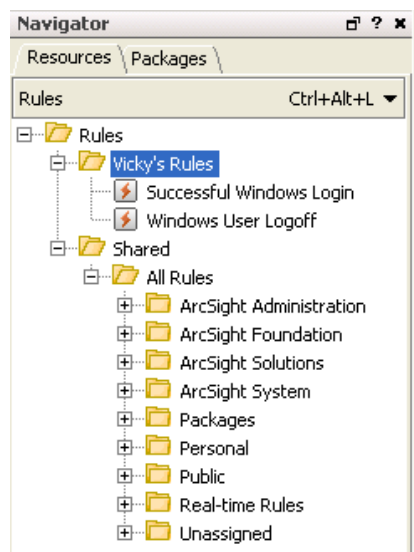 Navigator ?
Resources Packages
Rules Ctrl+Alt+L
Rules
Vicky's Rules
Successful Windows Login
Windows User Logoff
Shared
All Rules
ArcSight Administration
ArcSight Foundation
ArcSight Solutions
ArcSight System
Packages
Personal
Public
Real-time Rules
Unassigned